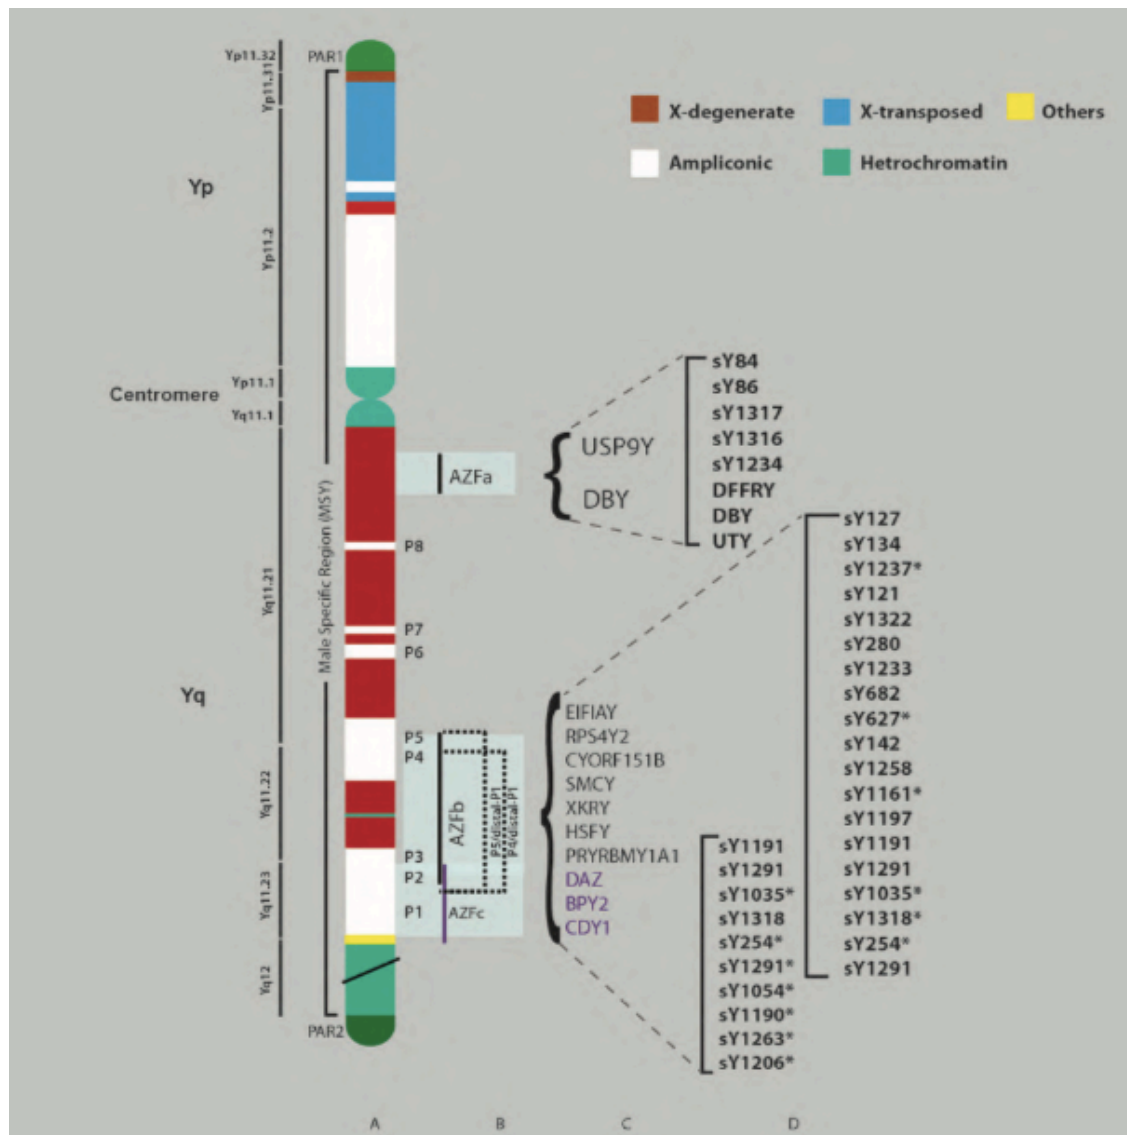 Yp11.32
PAR1
Yp11.31
Yp
Yp11.2
Centromere
Yp11.1
Yq11.1
Male Specific Region (MSY)
Yq11.21
Yq
Yq11.22
Yq11.23
Yq12
PAR2
X-degenerate
X-transposed
Others
Ampliconic
Hetrochromatin
P8
P7
P6
P5
P4
P3
P2
P1
AZFa
AZFb
P5/distal-P1
P4/distal-P1
AZFc
USP9Y
DBY
sY84
sY86
sY1317
sY1316
sY1234
DFFRY
DBY
UTY
EIFIAY
RPS4Y2
CYORF151B
SMCY
XKRY
HSFY
PRYRBMY1A1
DAZ
BPY2
CDY1
sY1191
sY1291
sY1035*
sY1318
sY254*
sY1291*
sY1054*
sY1190*
sY1263*
sY1206*
sY127
sY134
sY1237*
sY121
sY1322
sY280
sY1233
sY682
sY627*
sY142
sY1258
sY1161*
sY1197
sY1191
sY1291
sY1035*
sY1318*
sY254*
sY1291
A B C D